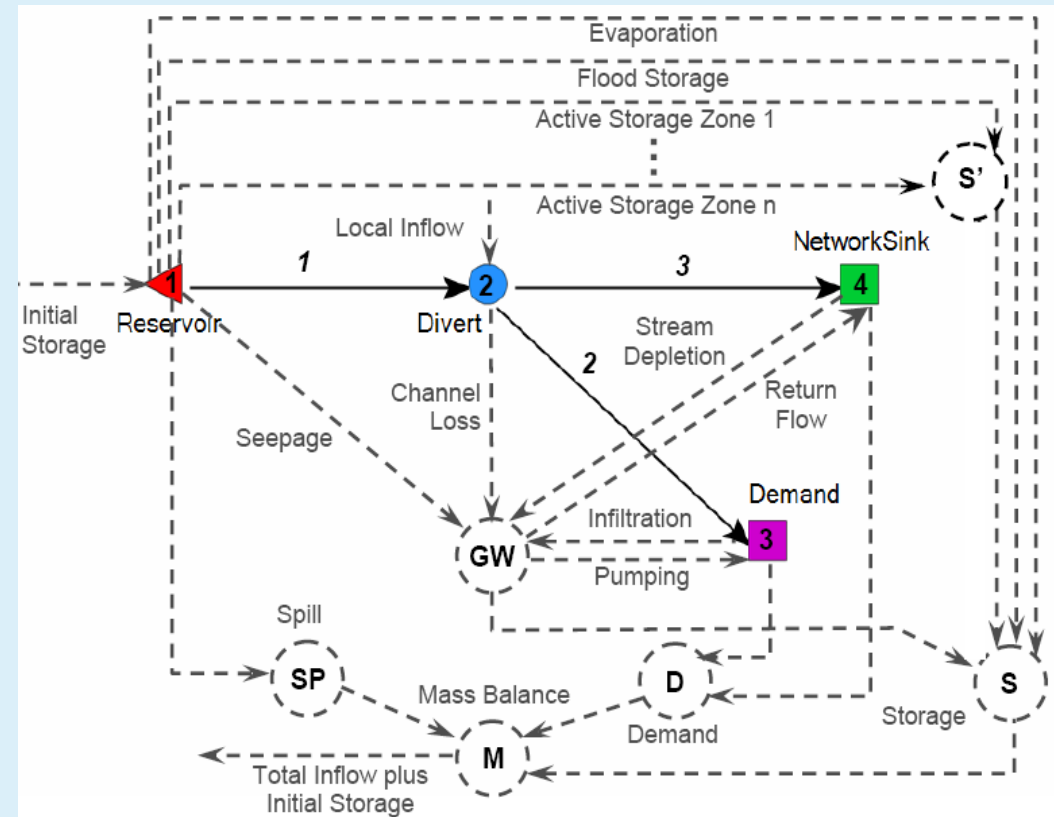 Evaporation
Flood Storage
Active Storage Zone 1
S'
Active Storage Zone n
Local Inflow
NetworkSink
1
3
1
2
4
Initial
Storage
Reservoir
Divert
Stream
Depletion
2
Channel
Loss
Return
Flow
Seepage
Demand
Infiltration
3
GW
Pumping
Spill
SP
D
S
Mass Balance
Storage
Demand
M
Total Inflow plus
Initial Storage